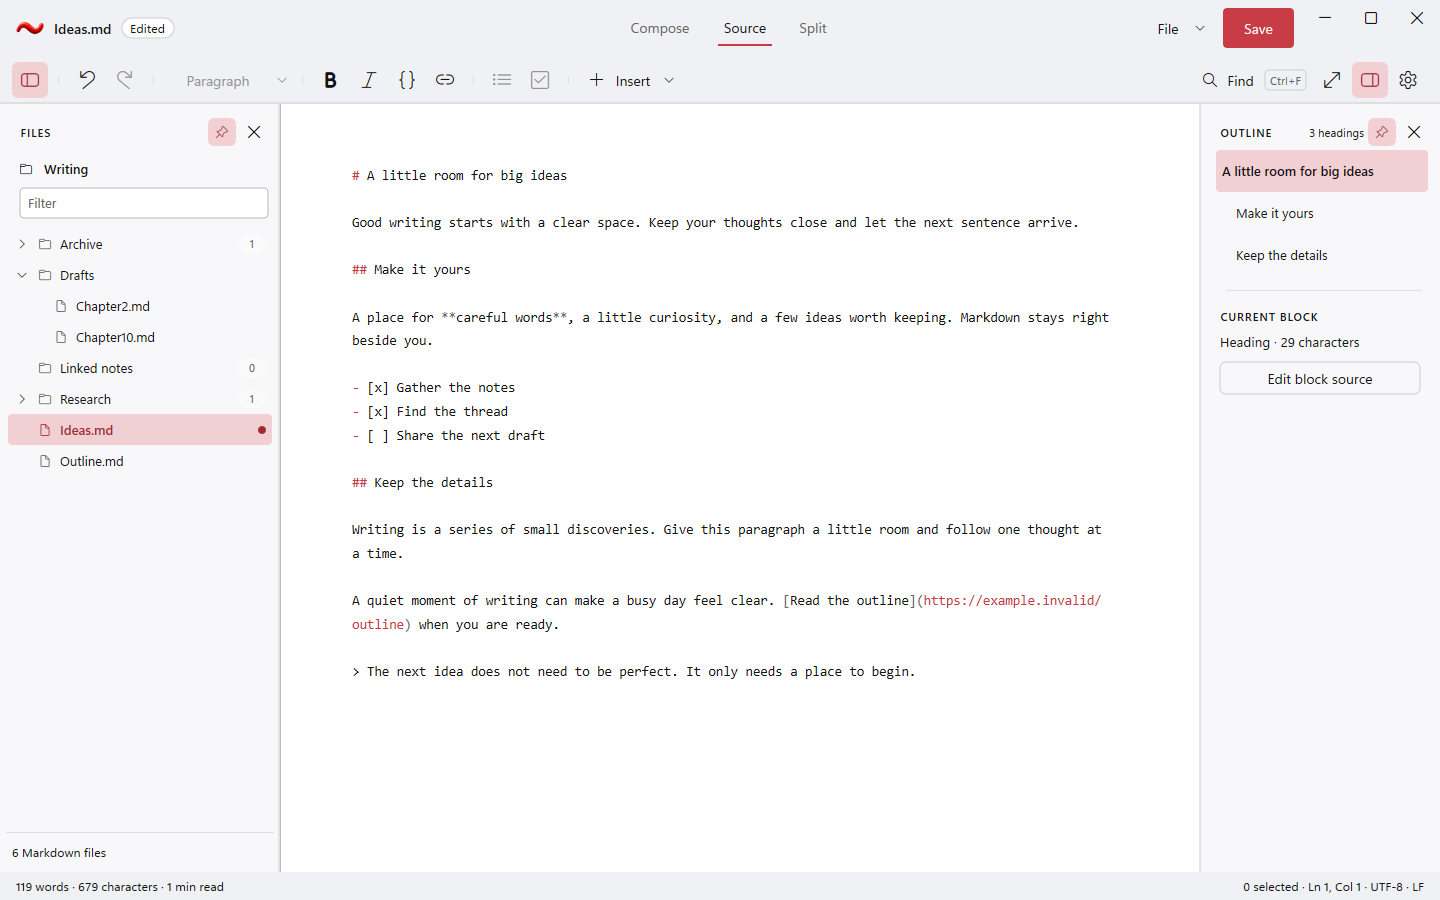 Ideas.md Edited Compose Source Split File Save
Paragraph B I {} Insert Find Ctrl+F
FILES
Writing
Filter
Archive 1
Drafts
Chapter2.md
Chapter10.md
Linked notes 0
Research 1
Ideas.md
Outline.md
6 Markdown files
# A little room for big ideas
Good writing starts with a clear space. Keep your thoughts close and let the next sentence arrive.
## Make it yours
A place for **careful words**, a little curiosity, and a few ideas worth keeping. Markdown stays right
beside you.
- [x] Gather the notes
- [x] Find the thread
- [ ] Share the next draft
## Keep the details
Writing is a series of small discoveries. Give this paragraph a little room and follow one thought at
a time.
A quiet moment of writing can make a busy day feel clear. [Read the outline](https://example.invalid/
outline) when you are ready.
> The next idea does not need to be perfect. It only needs a place to begin.
OUTLINE 3 headings
A little room for big ideas
Make it yours
Keep the details
CURRENT BLOCK
Heading · 29 characters
Edit block source
119 words · 679 characters · 1 min read
0 selected · Ln 1, Col 1 · UTF-8 · LF